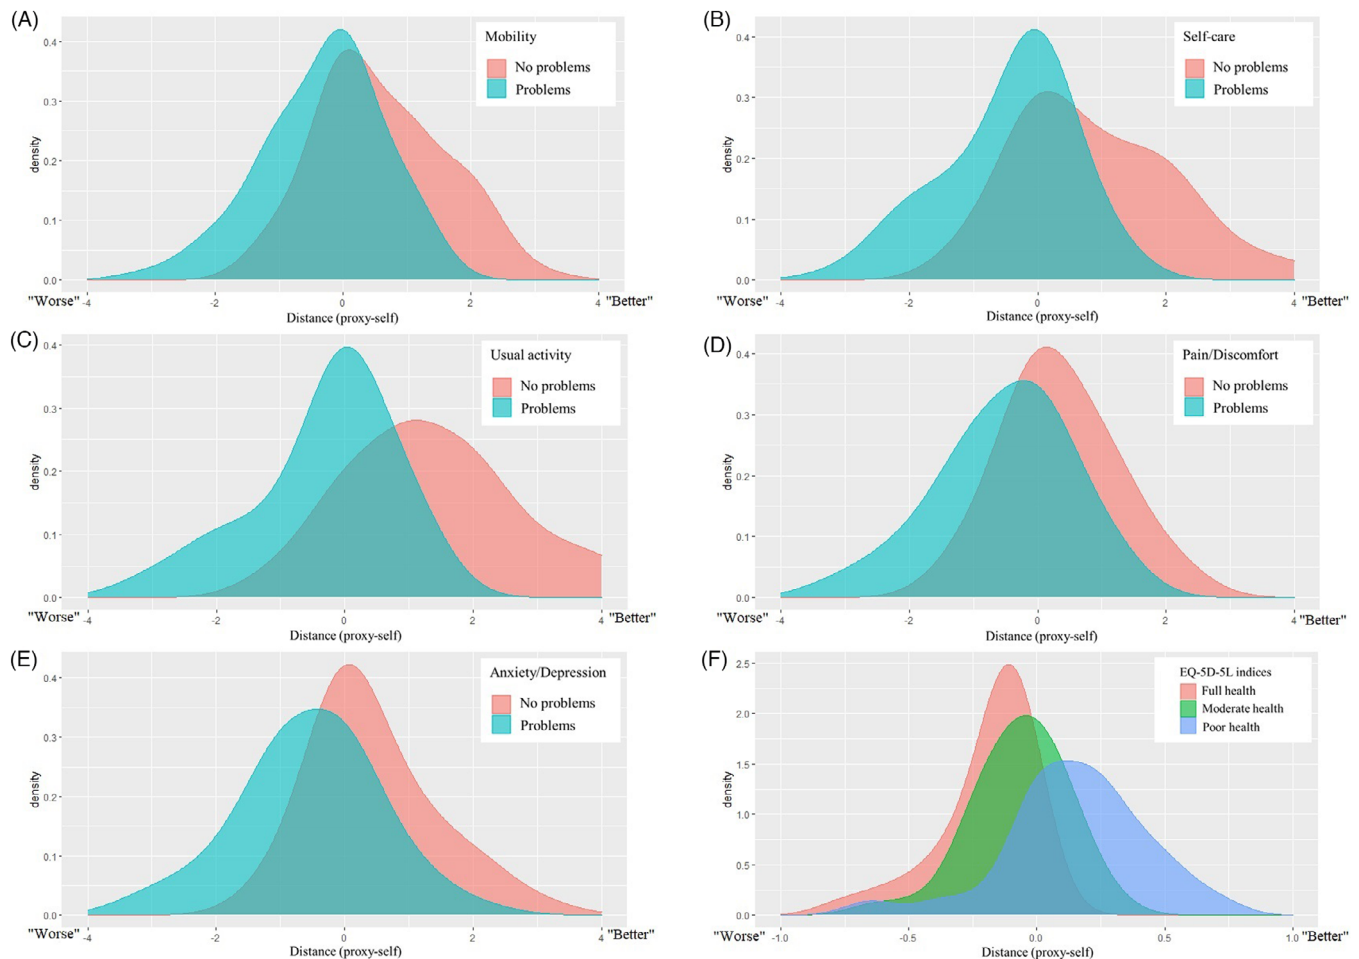 (A)
Mobility
No problems
Problems
0.4
0.3
0.2
0.1
0.0
density
"Worse" -4 -2 0 2 4 "Better"
Distance (proxy-self)
(B)
Self-care
No problems
Problems
0.4
0.3
0.2
0.1
0.0
density
"Worse" -4 -2 0 2 4 "Better"
Distance (proxy-self)
(C)
Usual activity
No problems
Problems
0.4
0.3
0.2
0.1
0.0
density
"Worse" -4 -2 0 2 4 "Better"
Distance (proxy-self)
(D)
Pain/Discomfort
No problems
Problems
0.4
0.3
0.2
0.1
0.0
density
"Worse" -4 -2 0 2 4 "Better"
Distance (proxy-self)
(E)
Anxiety/Depression
No problems
Problems
0.4
0.3
0.2
0.1
0.0
density
"Worse" -4 -2 0 2 4 "Better"
Distance (proxy-self)
(F)
EQ-5D-5L indices
Full health
Moderate health
Poor health
2.5
2.0
1.5
1.0
0.5
0.0
density
"Worse" -1.0 -0.5 0.0 0.5 1.0 "Better"
Distance (proxy-self)